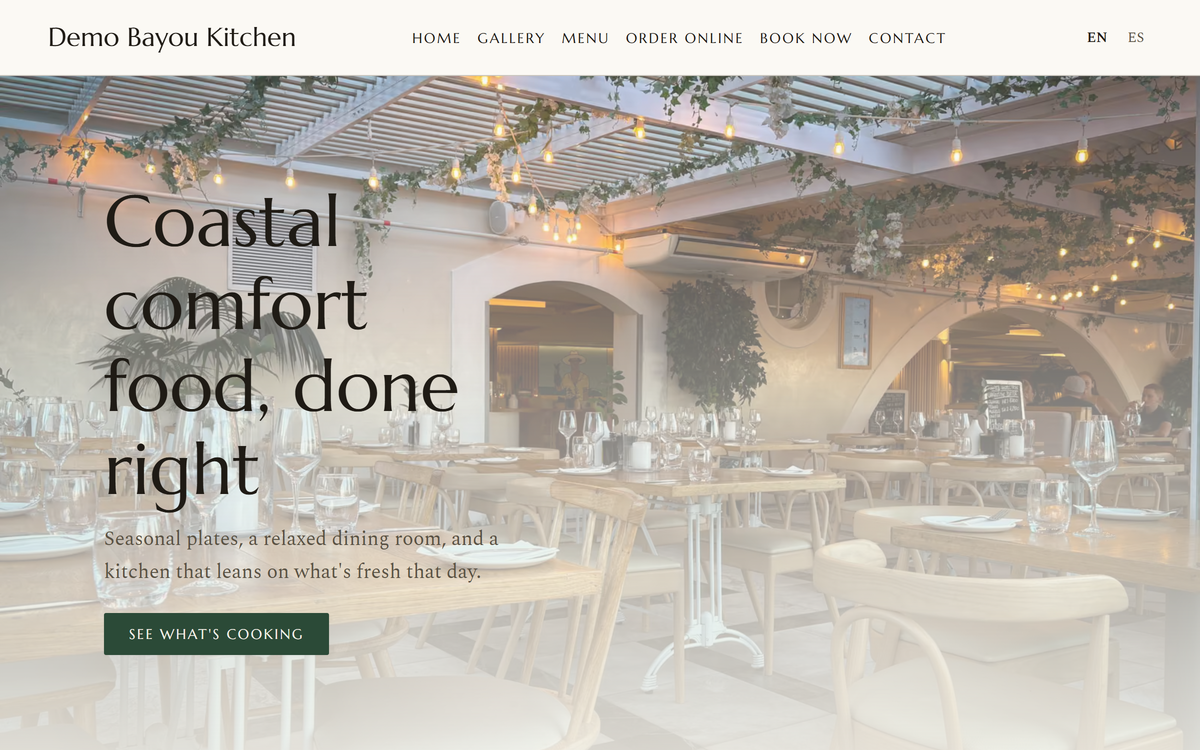 Demo Bayou Kitchen
HOME GALLERY MENU ORDER ONLINE BOOK NOW CONTACT
EN ES
Coastal
comfort
food, done
right
Seasonal plates, a relaxed dining room, and a
kitchen that leans on what's fresh that day.
SEE WHAT'S COOKING